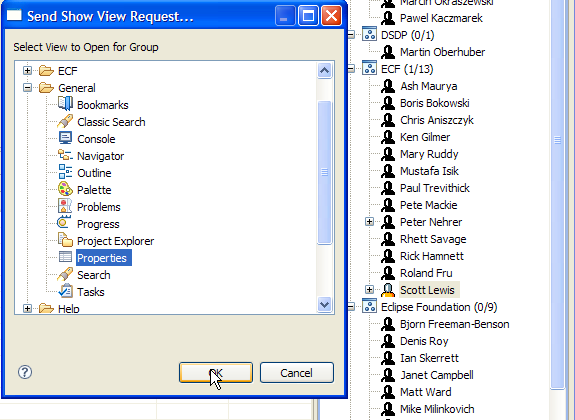 Send Show View Request...
Select View to Open for Group
ECF
General
Bookmarks
Classic Search
Console
Navigator
Outline
Palette
Problems
Progress
Project Explorer
Properties
Search
Tasks
Help
OK
Cancel
Marcin Okraszewski
Pawel Kaczmarek
DSDP (0/1)
Martin Oberhuber
ECF (1/13)
Ash Maurya
Boris Bokowski
Chris Aniszczyk
Ken Gilmer
Mary Ruddy
Mustafa Isik
Paul Trevithick
Pete Mackie
Peter Nehrer
Rhett Savage
Rick Hamnett
Roland Fru
Scott Lewis
Eclipse Foundation (0/9)
Bjorn Freeman-Benson
Denis Roy
Ian Skerrett
Janet Campbell
Matt Ward
Mike Milinkovich